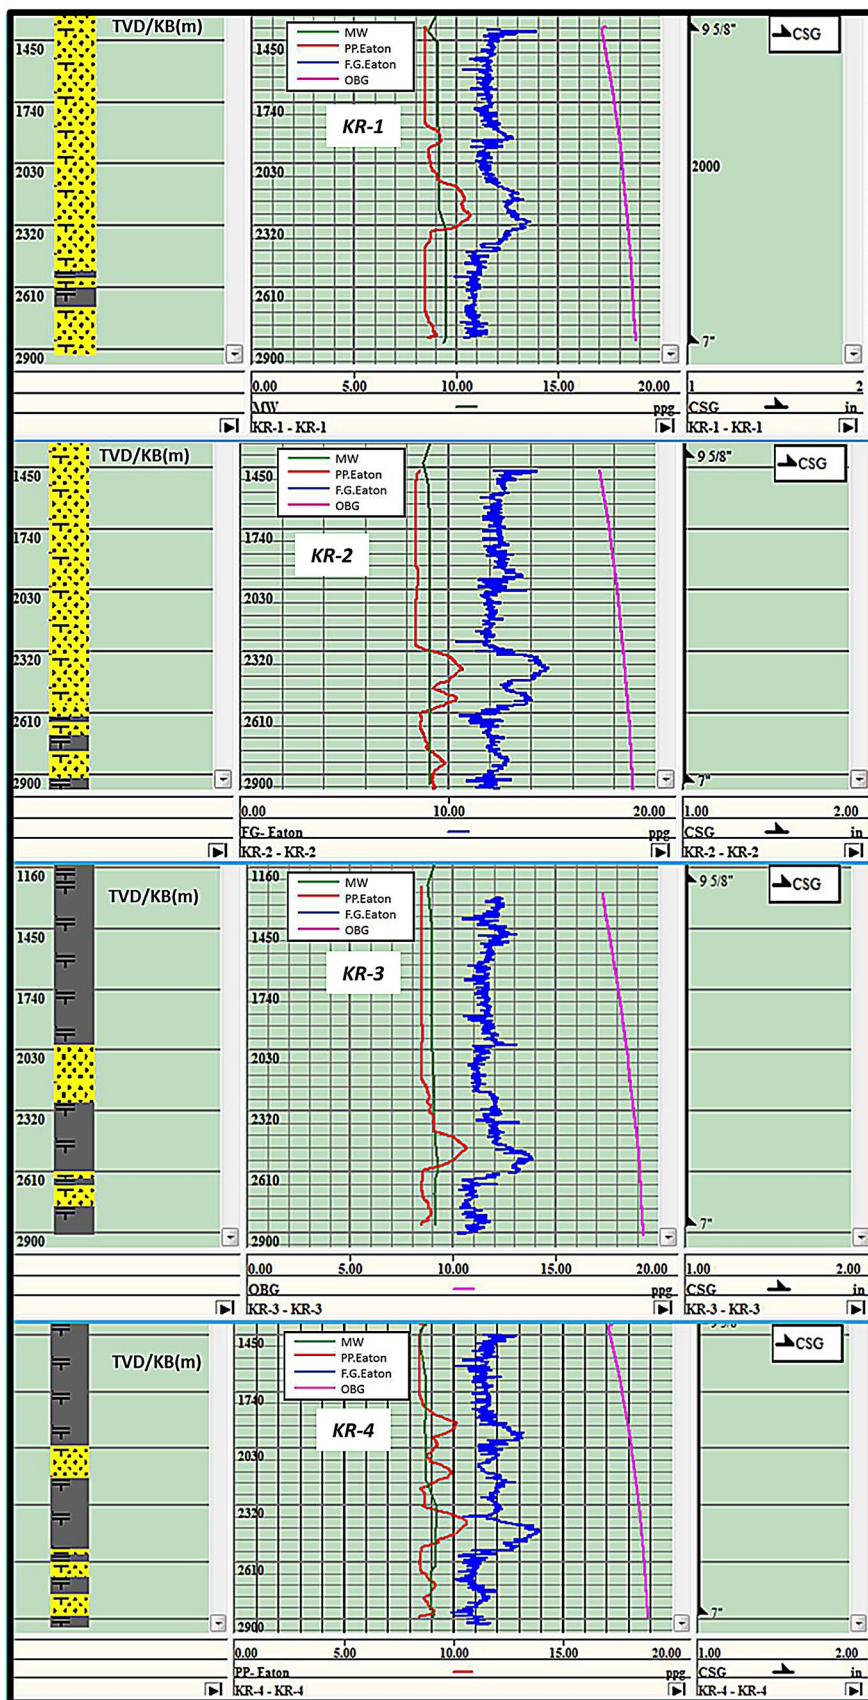 TVD/KB(m)
MW
PP.Eaton
F.G.Eaton
OBG
KR-1
1450
1740
2030
2320
2610
2900
1450
1740
2030
2320
2610
2900
9 5/8"
CSG
2000
7"
0.00 5.00 10.00 15.00 20.00
MW ppg
KR-1 - KR-1
1 2
CSG in
KR-1 - KR-1
TVD/KB(m)
MW
PP.Eaton
F.G.Eaton
OBG
KR-2
1450
1740
2030
2320
2610
2900
1450
1740
2030
2320
2610
2900
9 5/8"
CSG
7"
0.00 10.00 20.00
FG- Eaton ppg
KR-2 - KR-2
1.00 2.00
CSG in
KR-2 - KR-2
TVD/KB(m)
MW
PP.Eaton
F.G.Eaton
OBG
KR-3
1160
1450
1740
2030
2320
2610
2900
1160
1450
1740
2030
2320
2610
2900
9 5/8"
CSG
7"
0.00 5.00 10.00 15.00 20.00
OBG ppg
KR-3 - KR-3
1.00 2.00
CSG in
KR-3 - KR-3
TVD/KB(m)
MW
PP.Eaton
F.G.Eaton
OBG
KR-4
1450
1740
2030
2320
2610
2900
1450
1740
2030
2320
2610
2900
9 5/8"
CSG
7"
0.00 5.00 10.00 15.00 20.00
PP- Eaton ppg
KR-4 - KR-4
1.00 2.00
CSG in
KR-4 - KR-4